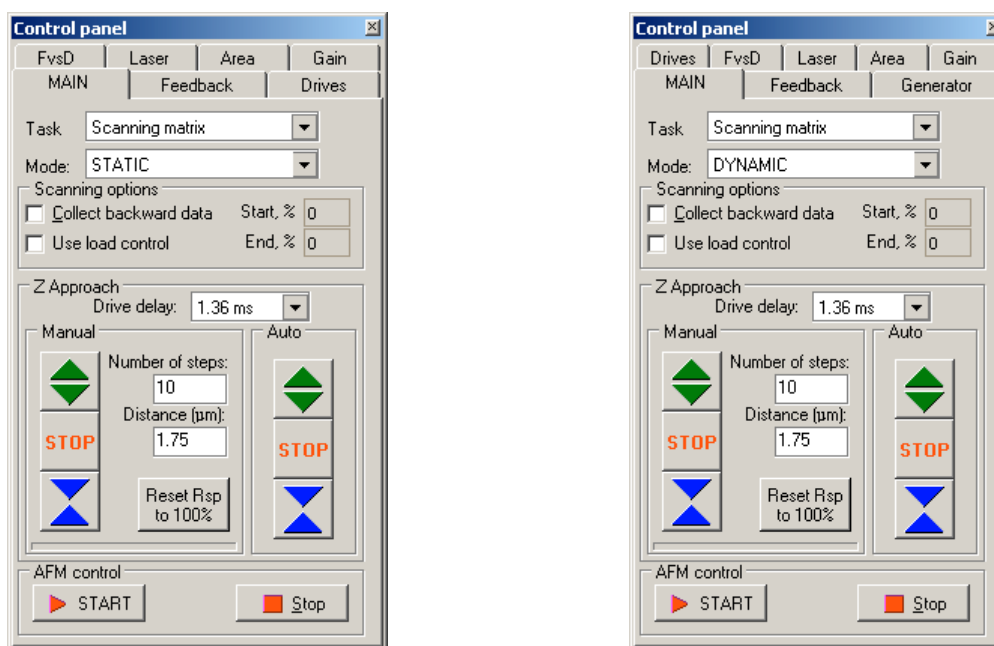 Control panel
FvsD Laser Area Gain
MAIN Feedback Drives
Task Scanning matrix
Mode: STATIC
Scanning options
Collect backward data Start, % 0
Use load control End, % 0
Z Approach
Drive delay: 1.36 ms
Manual Auto
Number of steps:
10
Distance (µm):
STOP 1.75 STOP
Reset Rsp
to 100%
AFM control
START Stop
Control panel
Drives FvsD Laser Area Gain
MAIN Feedback Generator
Task Scanning matrix
Mode: DYNAMIC
Scanning options
Collect backward data Start, % 0
Use load control End, % 0
Z Approach
Drive delay: 1.36 ms
Manual Auto
Number of steps:
10
Distance (µm):
STOP 1.75 STOP
Reset Rsp
to 100%
AFM control
START Stop